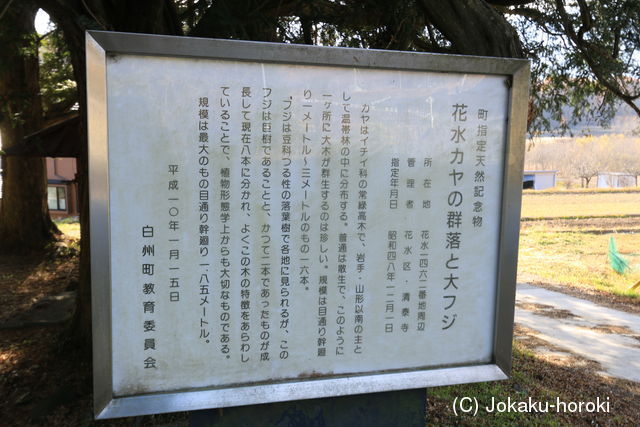 町指定天然記念物
花水カヤの群落と大フジ
所在地 花水一四六二番地周辺
管理者 花水区・清泰寺
指定年月日 昭和四八年一二月一日
カヤはイチイ科の常緑高木で、岩手・山形以南の主と
して温帯林の中に分布する。普通は散生で、このように
一ヶ所に大木が群生するのは珍しい。規模は目通り幹廻
り一メートル〜三メートルのもの一六本。
フジは豆科つる性の落葉樹で各地に見られるが、この
フジは巨樹であることと、かつて一本であったものが成
長して現在八本に分かれ、よくこの木の特徴をあらわし
ていることで、植物形態学上からも大切なものである。
規模は最大のもの目通り幹廻り一.八五メートル。
平成一〇年一月一五日
白州町教育委員会
(C) Jokaku-horoki